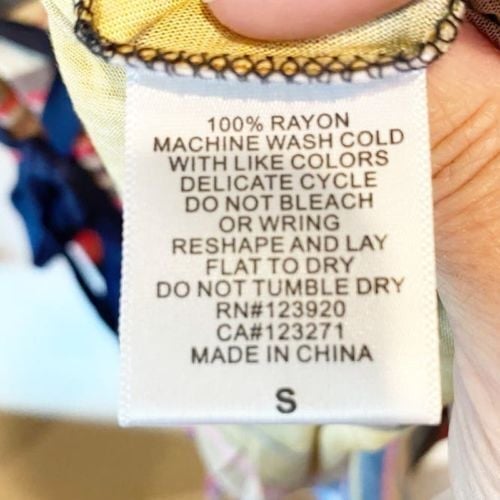 100% RAYON
MACHINE WASH COLD
WITH LIKE COLORS
DELICATE CYCLE
DO NOT BLEACH
OR WRING
RESHAPE AND LAY
FLAT TO DRY
DO NOT TUMBLE DRY
RN#123920
CA#123271
MADE IN CHINA
S